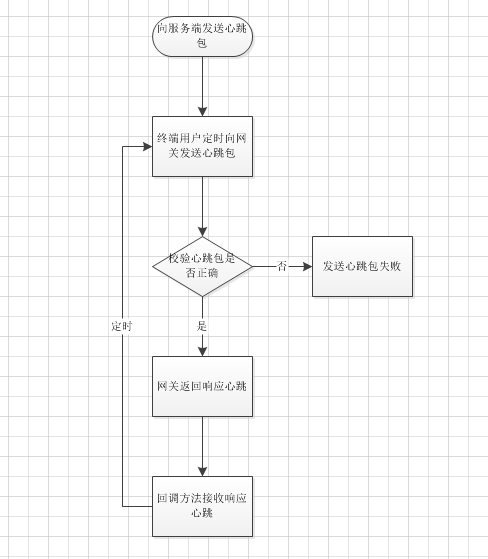 向服务端发送心跳
包
终端用户定时向网
关发送心跳包
校验心跳包是
否正确
否
发送心跳包失败
定时
是
网关返回响应心跳
回调方法接收响应
心跳